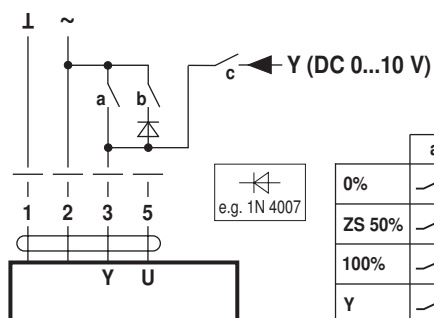 ⊥ ~
a b c Y (DC 0...10 V)
e.g. 1N 4007
1 2 3 5
Y U
a
0%
ZS 50%
100%
Y